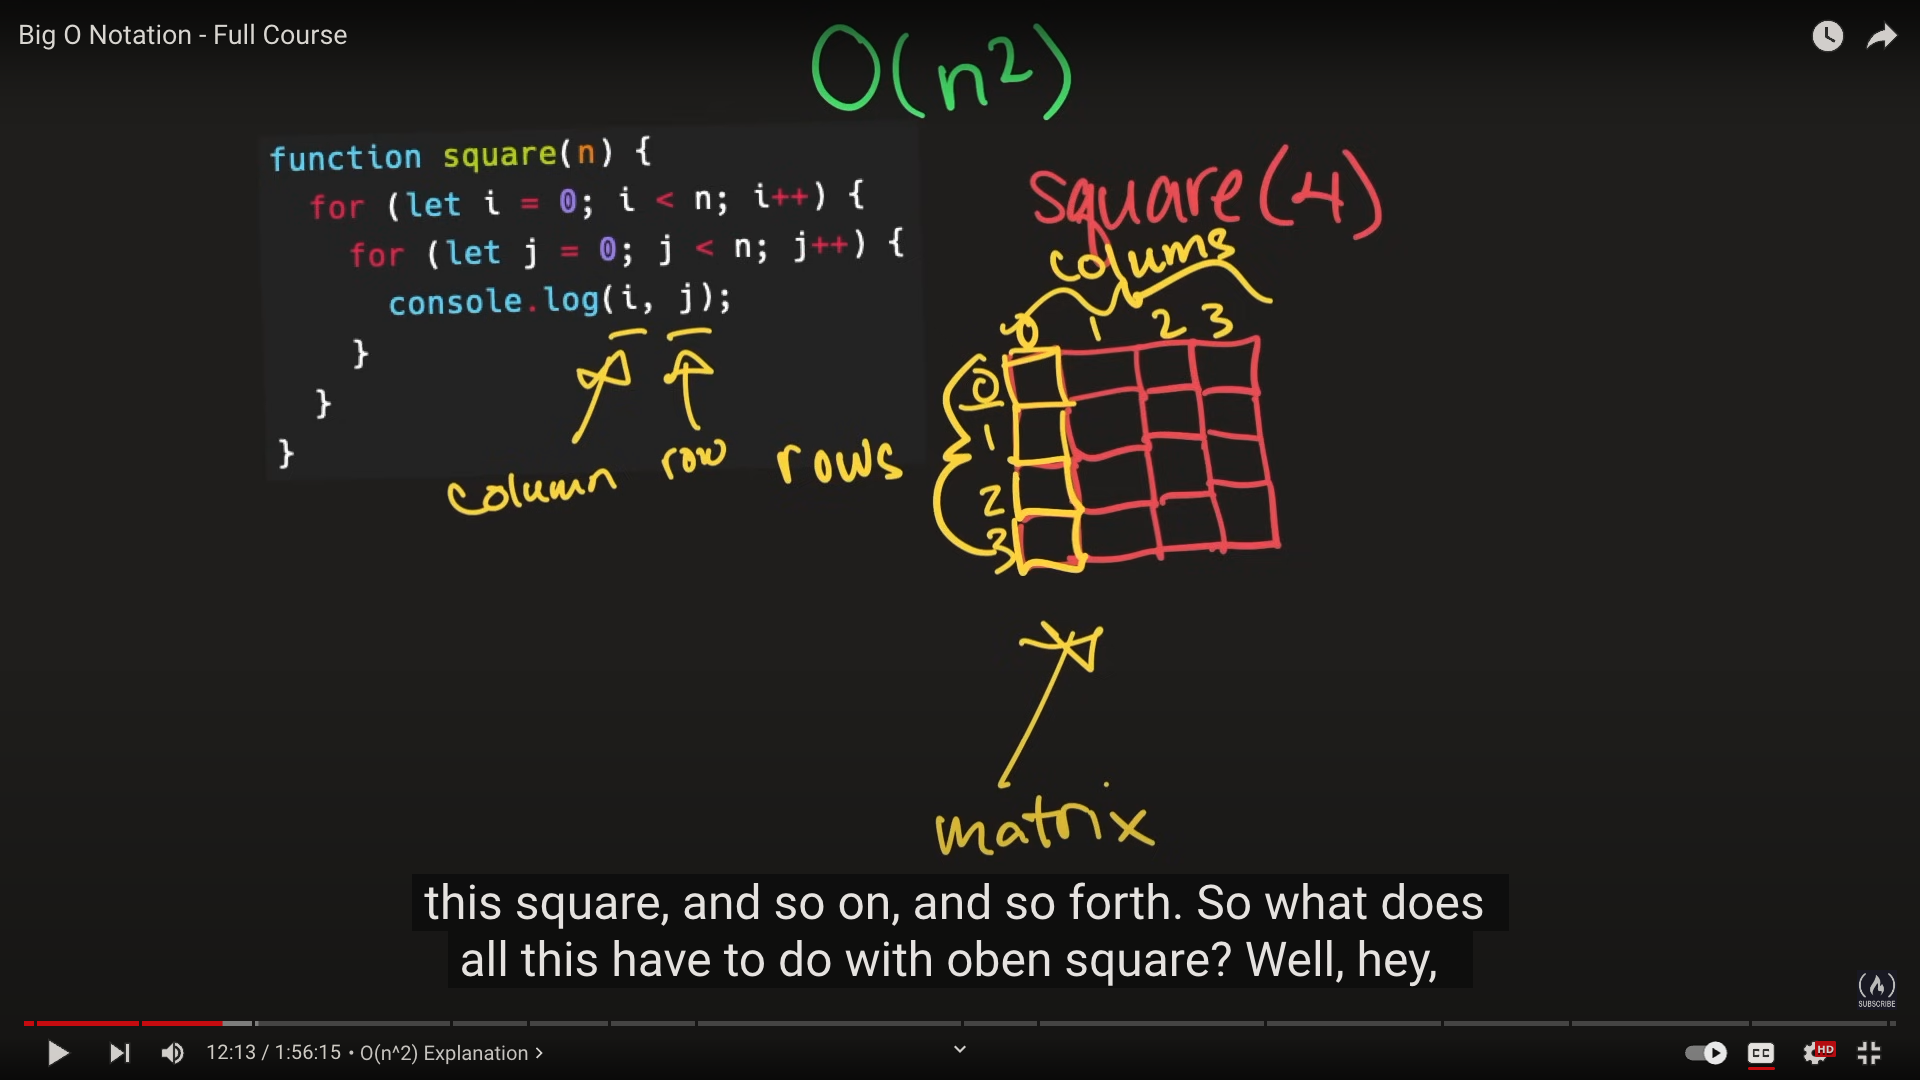 Big O Notation - Full Course
O(n²)
function square(n) {
for (let i = 0; i < n; i++) {
for (let j = 0; j < n; j++) {
console.log(i, j);
}
}
}
column
row
rows
square(4)
colums
0 1 2 3
0
1
2
3
matrix
this square, and so on, and so forth. So what does
all this have to do with oben square? Well, hey,
SUBSCRIBE
12:13 / 1:56:15 • O(n^2) Explanation >
CC
HD